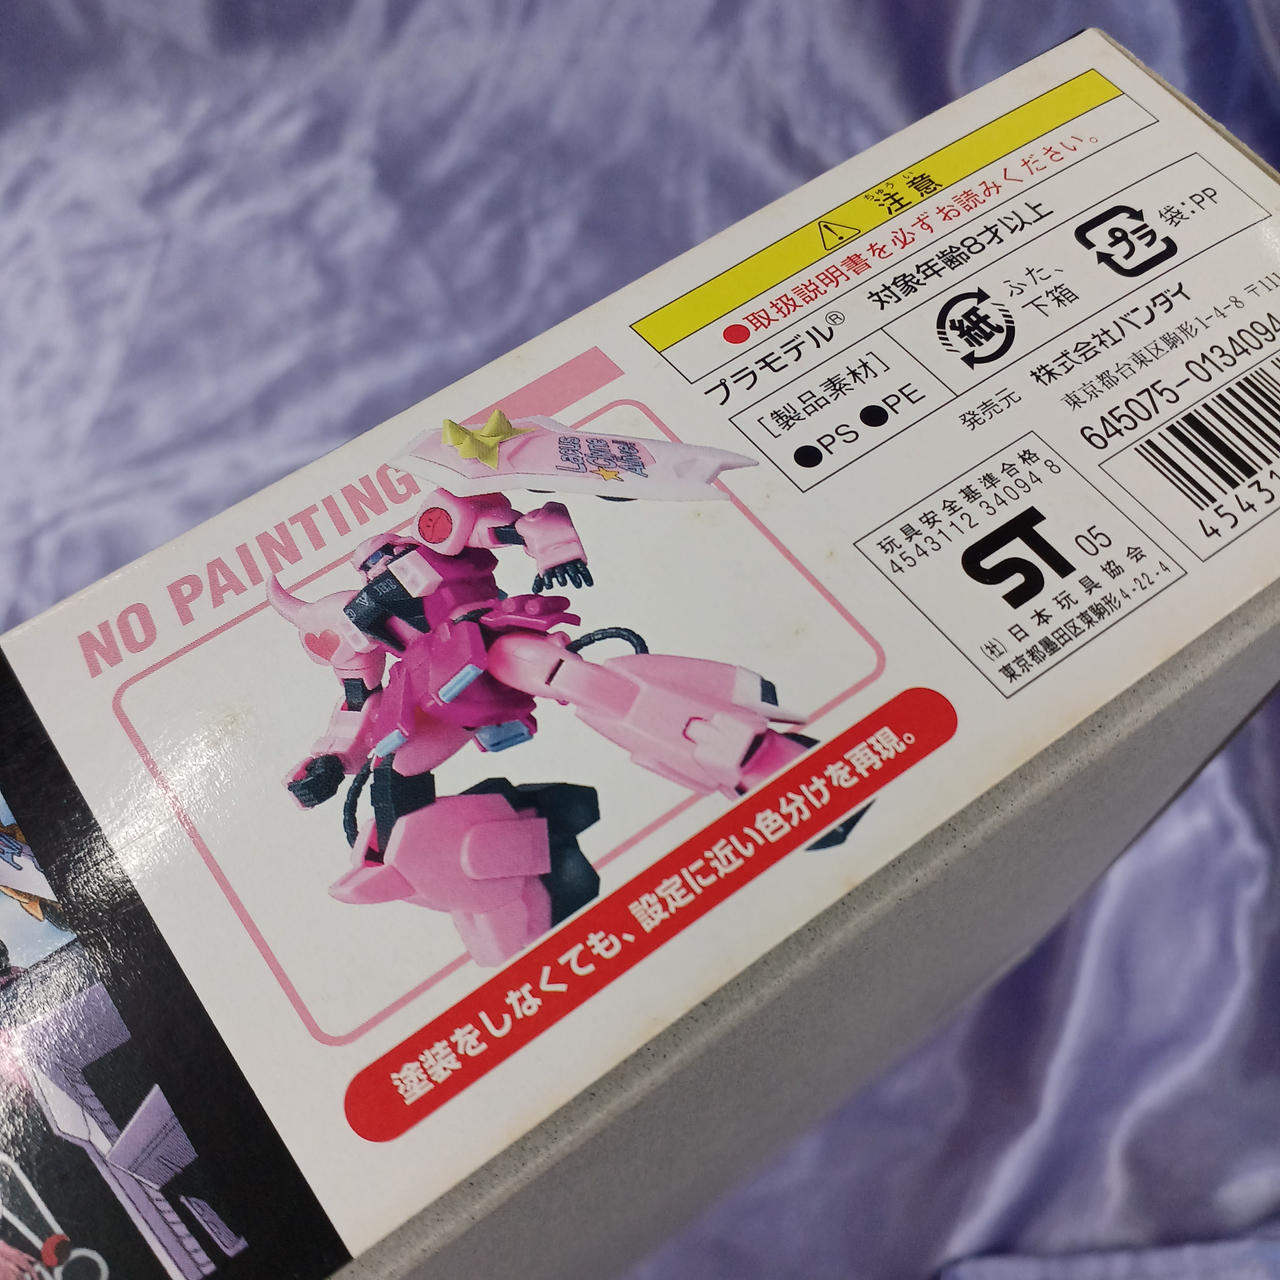 NO PAINTING
Lacus
Clyne
Alive!
塗装をしなくても、設定に近い色分けを再現。
ちゅう い
注意
●取扱説明書を必ずお読みください。
プラモデル® 対象年齢8才以上
[製品素材]
●PS ●PE
紙
ふた、
下箱
プラ
袋:PP
発売元 株式会社バンダイ
東京都台東区駒形1-4-8 〒11
645075-0134094
45431
玩具安全基準合格
4543112 34094 8
ST 05
(社)日本玩具協会
東京都墨田区東駒形4-22-4